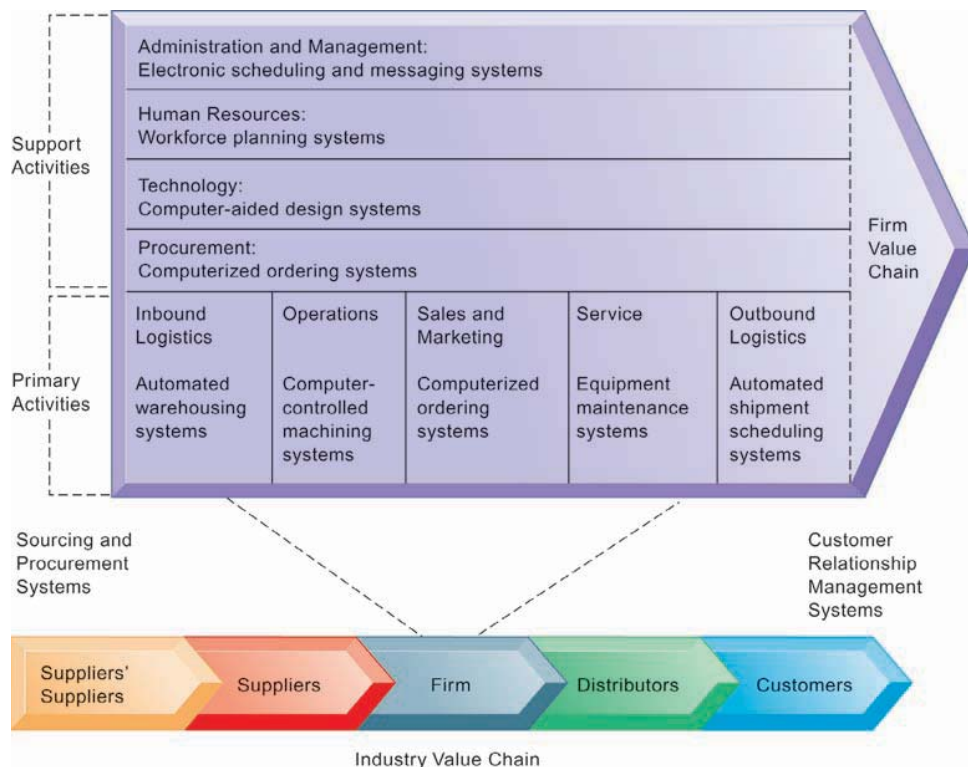 Administration and Management:
Electronic scheduling and messaging systems
Human Resources:
Workforce planning systems
Support
Activities
Technology:
Computer-aided design systems
Procurement:
Computerized ordering systems
Firm
Value
Chain
Primary
Activities
Inbound
Logistics
Automated
warehousing
systems
Operations
Computer-
controlled
machining
systems
Sales and
Marketing
Computerized
ordering
systems
Service
Equipment
maintenance
systems
Outbound
Logistics
Automated
shipment
scheduling
systems
Sourcing and
Procurement
Systems
Customer
Relationship
Management
Systems
Suppliers'
Suppliers
Suppliers
Firm
Distributors
Customers
Industry Value Chain